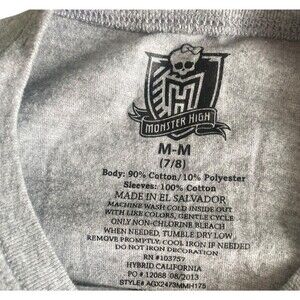 MONSTER HIGH
M-M
(7/8)
Body: 90% Cotton/10% Polyester
Sleeves: 100% Cotton
MADE IN EL SALVADOR
MACHINE WASH COLD INSIDE OUT
WITH LIKE COLORS, GENTLE CYCLE
ONLY NON-CHLORINE BLEACH
WHEN NEEDED, TUMBLE DRY LOW,
REMOVE PROMPTLY; COOL IRON IF NEEDED
DO NOT IRON DECORATION
RN #103757
HYBRID, CALIFORNIA
PO # 12088 08/2013
STYLE# AGX2473MMH175